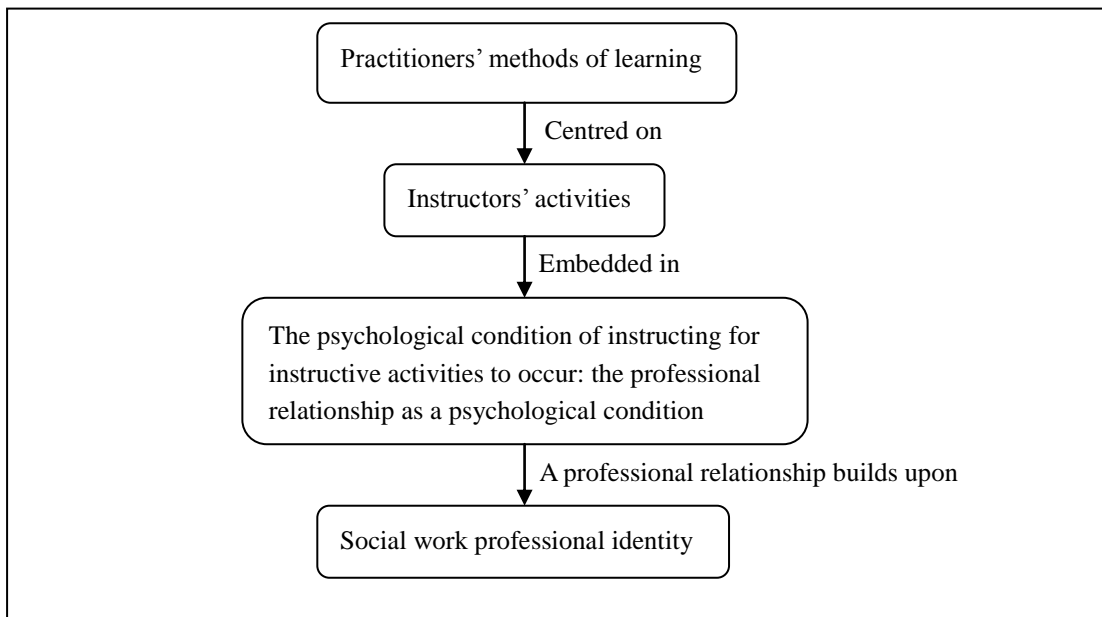 Practitioners’ methods of learning
Centred on
Instructors’ activities
Embedded in
The psychological condition of instructing for
instructive activities to occur: the professional
relationship as a psychological condition
A professional relationship builds upon
Social work professional identity